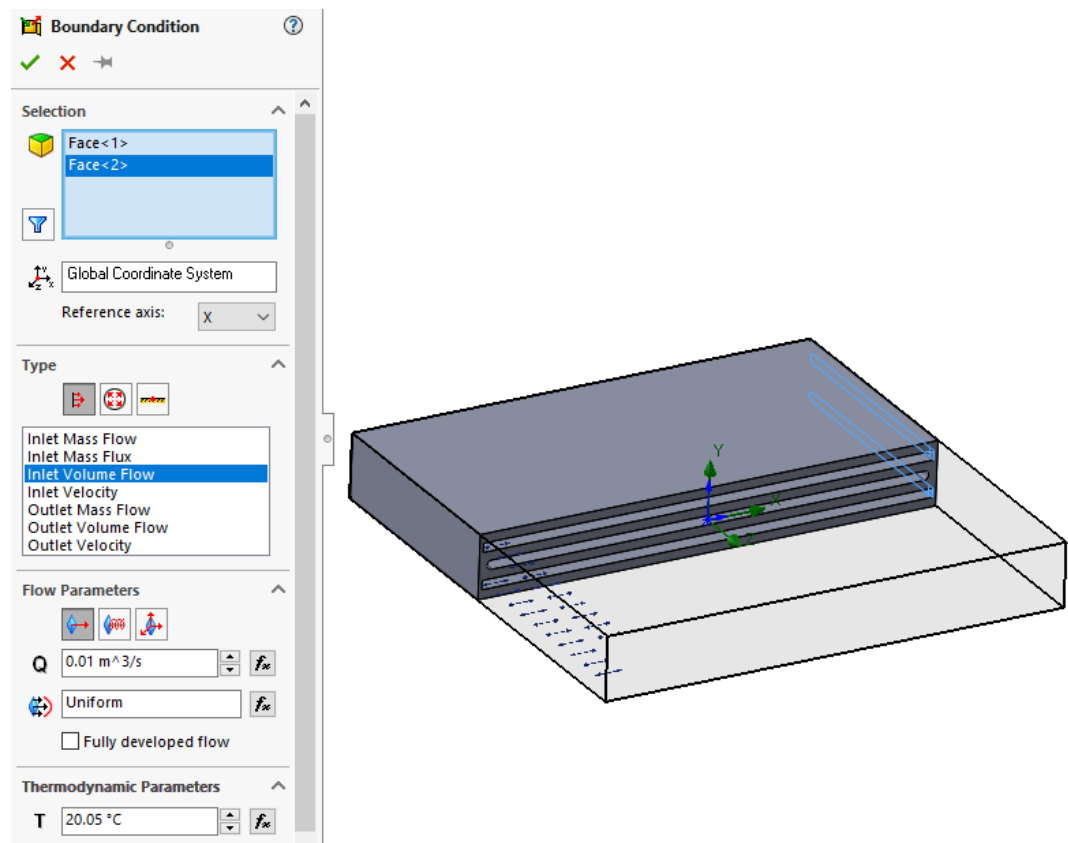 Boundary Condition
Selection
Face<1>
Face<2>
Global Coordinate System
Reference axis: X
Type
Inlet Mass Flow
Inlet Mass Flux
Inlet Volume Flow
Inlet Velocity
Outlet Mass Flow
Outlet Volume Flow
Outlet Velocity
Flow Parameters
Q 0.01 m^3/s
Uniform
Fully developed flow
Thermodynamic Parameters
T 20.05 °C
Y
X
Z